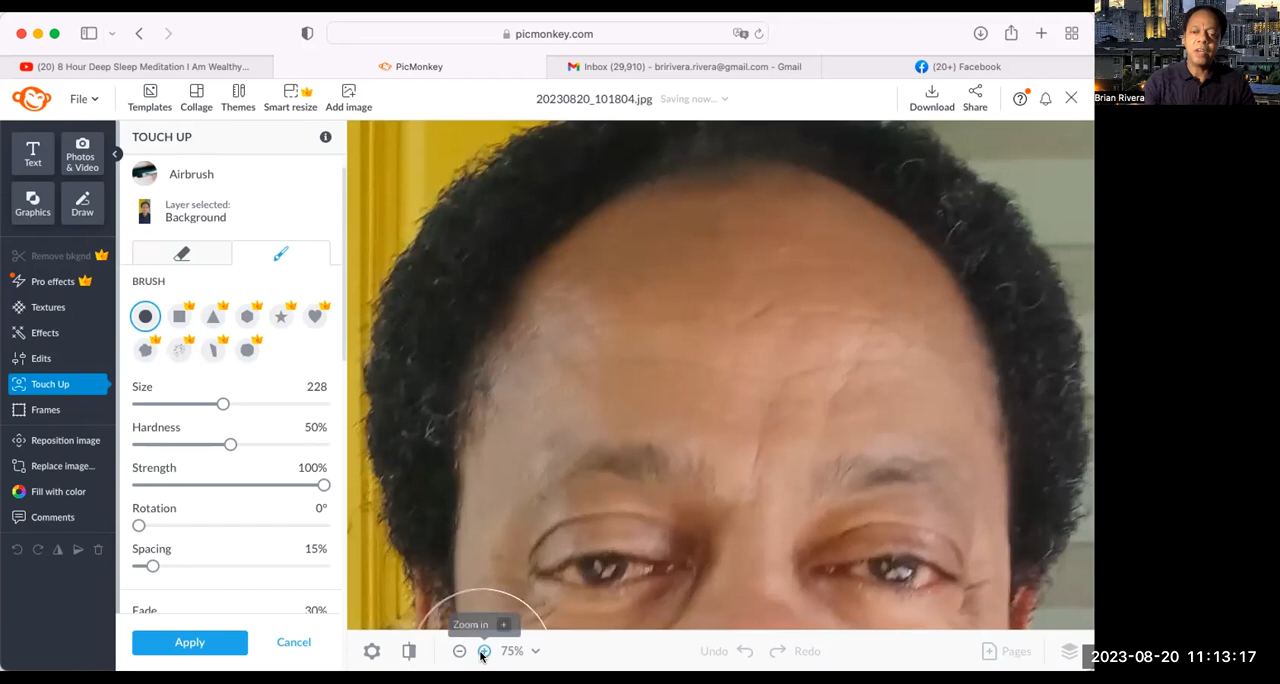 picmonkey.com
(20) 8 Hour Deep Sleep Meditation I Am Wealthy...
PicMonkey
Inbox (29,910) - bririvera.rivera@gmail.com - Gmail
(20+) Facebook
Brian Rivera
File
Templates
Collage
Themes
Smart resize
Add image
20230820_101804.jpg
Saving now...
Download
Share
Text
Photos & Video
Graphics
Draw
Remove bkgnd
Pro effects
Textures
Effects
Edits
Touch Up
Frames
Reposition image
Replace image...
Fill with color
Comments
TOUCH UP
Airbrush
Layer selected:
Background
BRUSH
Size 228
Hardness 50%
Strength 100%
Rotation 0°
Spacing 15%
Fade 30%
Apply
Cancel
Zoom in +
75%
Undo
Redo
Pages
2023-08-20 11:13:17